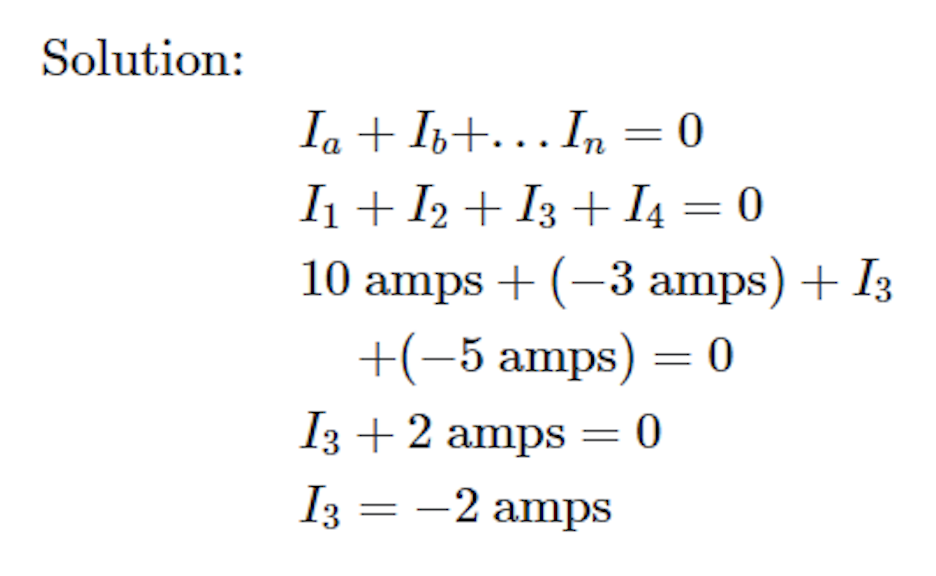 Solution:
I_a + I_b+... I_n = 0
I_1 + I_2 + I_3 + I_4 = 0
10 amps + (−3 amps) + I_3
+(−5 amps) = 0
I_3 + 2 amps = 0
I_3 = −2 amps